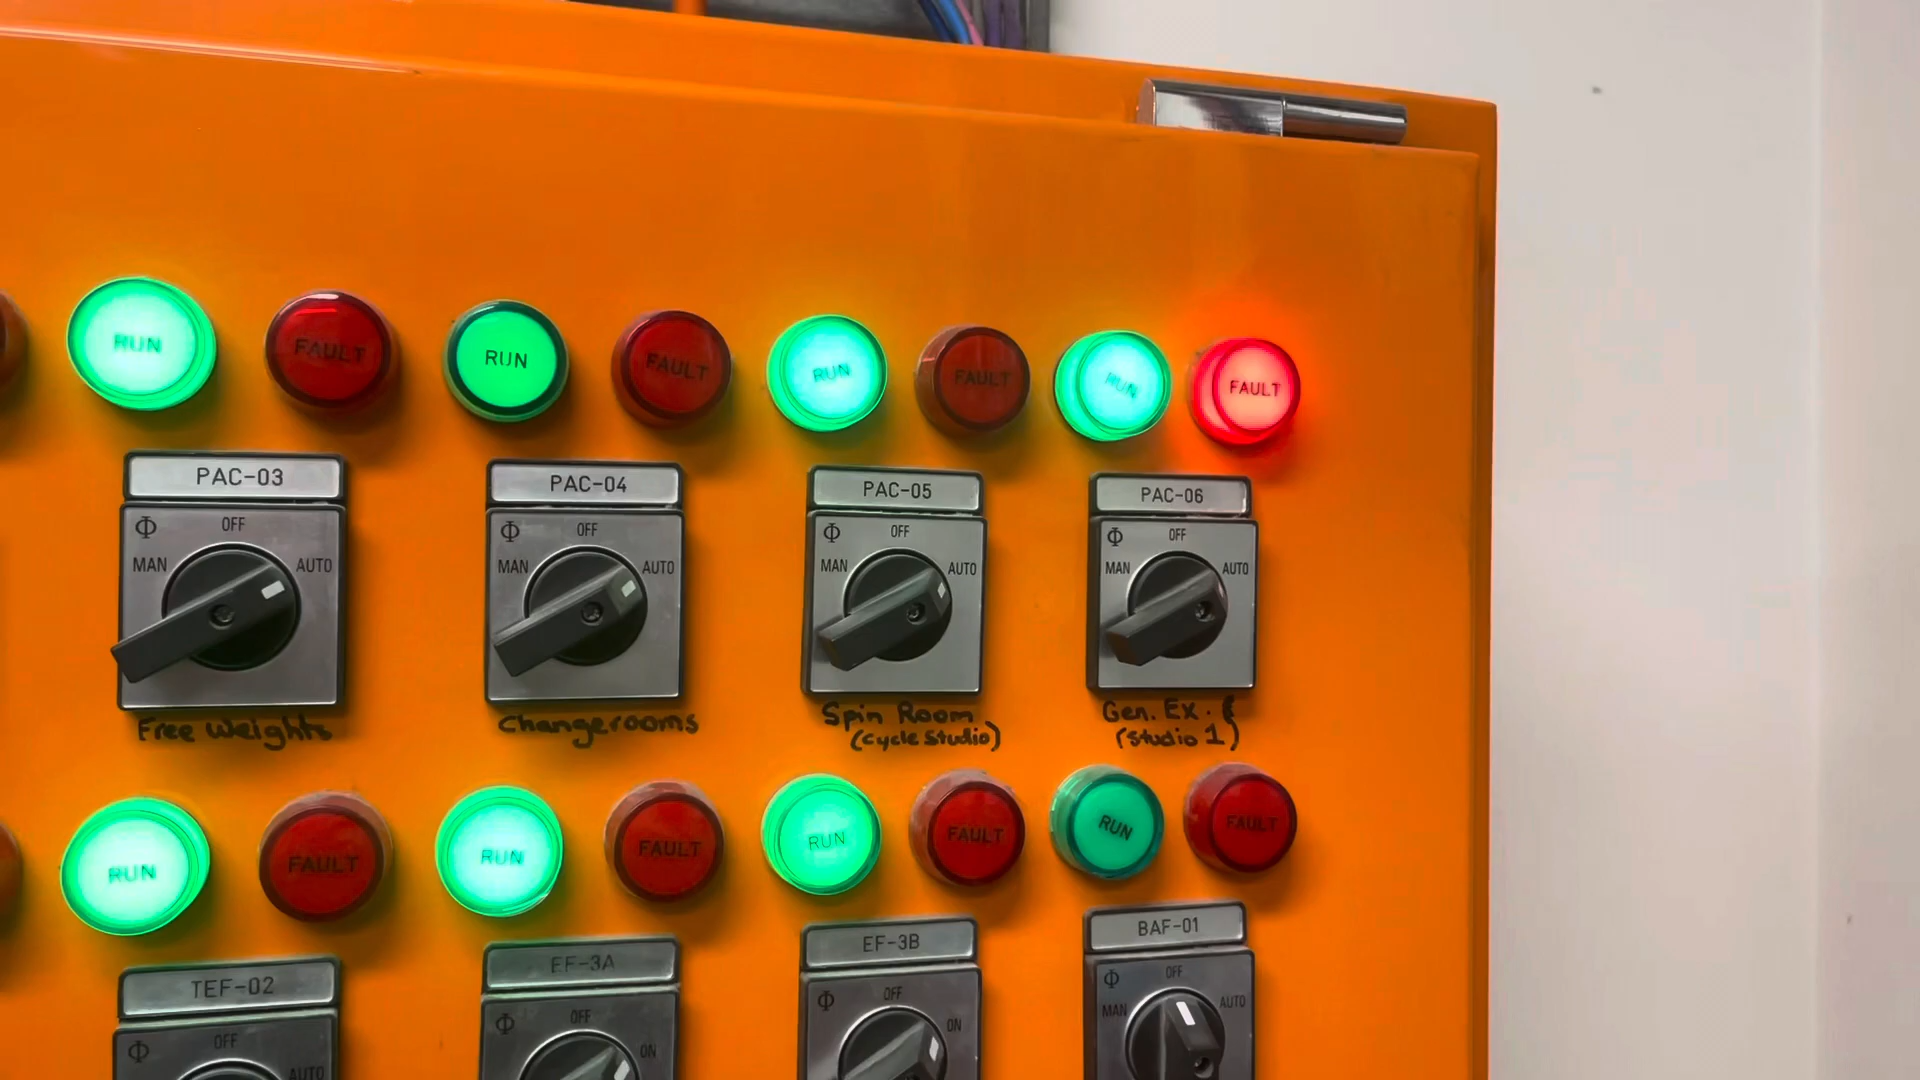 RUN FAULT RUN FAULT RUN FAULT RUN FAULT
PAC-03 PAC-04 PAC-05 PAC-06
OFF OFF OFF OFF
MAN AUTO MAN AUTO MAN AUTO MAN AUTO
Free Weights Changerooms Spin Room Gen. Ex.
(Cycle Studio) (Studio 1)
RUN FAULT RUN FAULT RUN FAULT RUN FAULT
TEF-02 EF-3A EF-3B BAF-01
OFF OFF OFF OFF
AUTO ON ON MAN AUTO